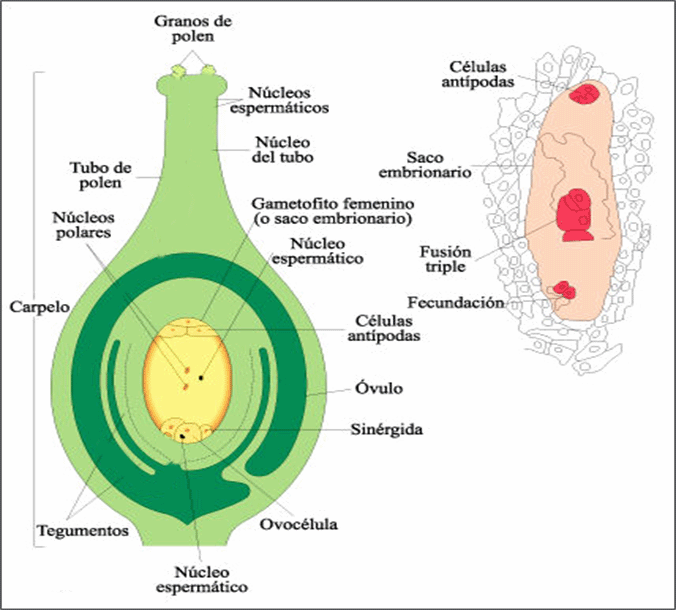 Granos de
polen
Núcleos
espermáticos
Núcleo
del tubo
Tubo de
polen
Gametofito femenino
(o saco embrionario)
Núcleos
polares
Núcleo
espermático
Carpelo
Células
antípodas
Óvulo
Sinérgida
Tegumentos
Ovocélula
Núcleo
espermático
Células
antípodas
Saco
embrionario
Fusión
triple
Fecundación